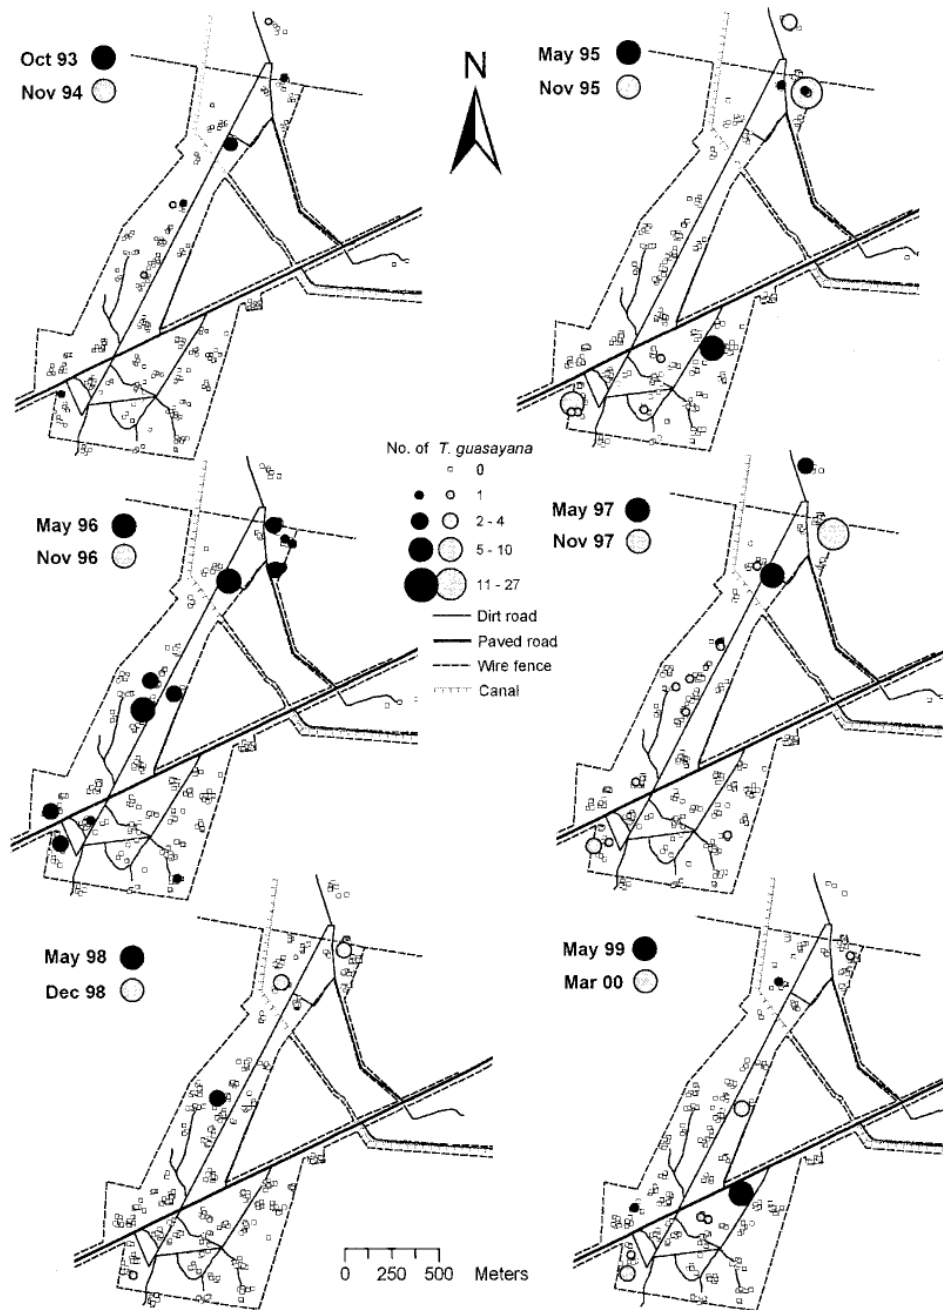 Oct 93
Nov 94
N
May 95
Nov 95
No. of T. guasayana
0
1
2 - 4
5 - 10
11 - 27
Dirt road
Paved road
Wire fence
Canal
May 96
Nov 96
May 97
Nov 97
May 98
Dec 98
May 99
Mar 00
0 250 500 Meters